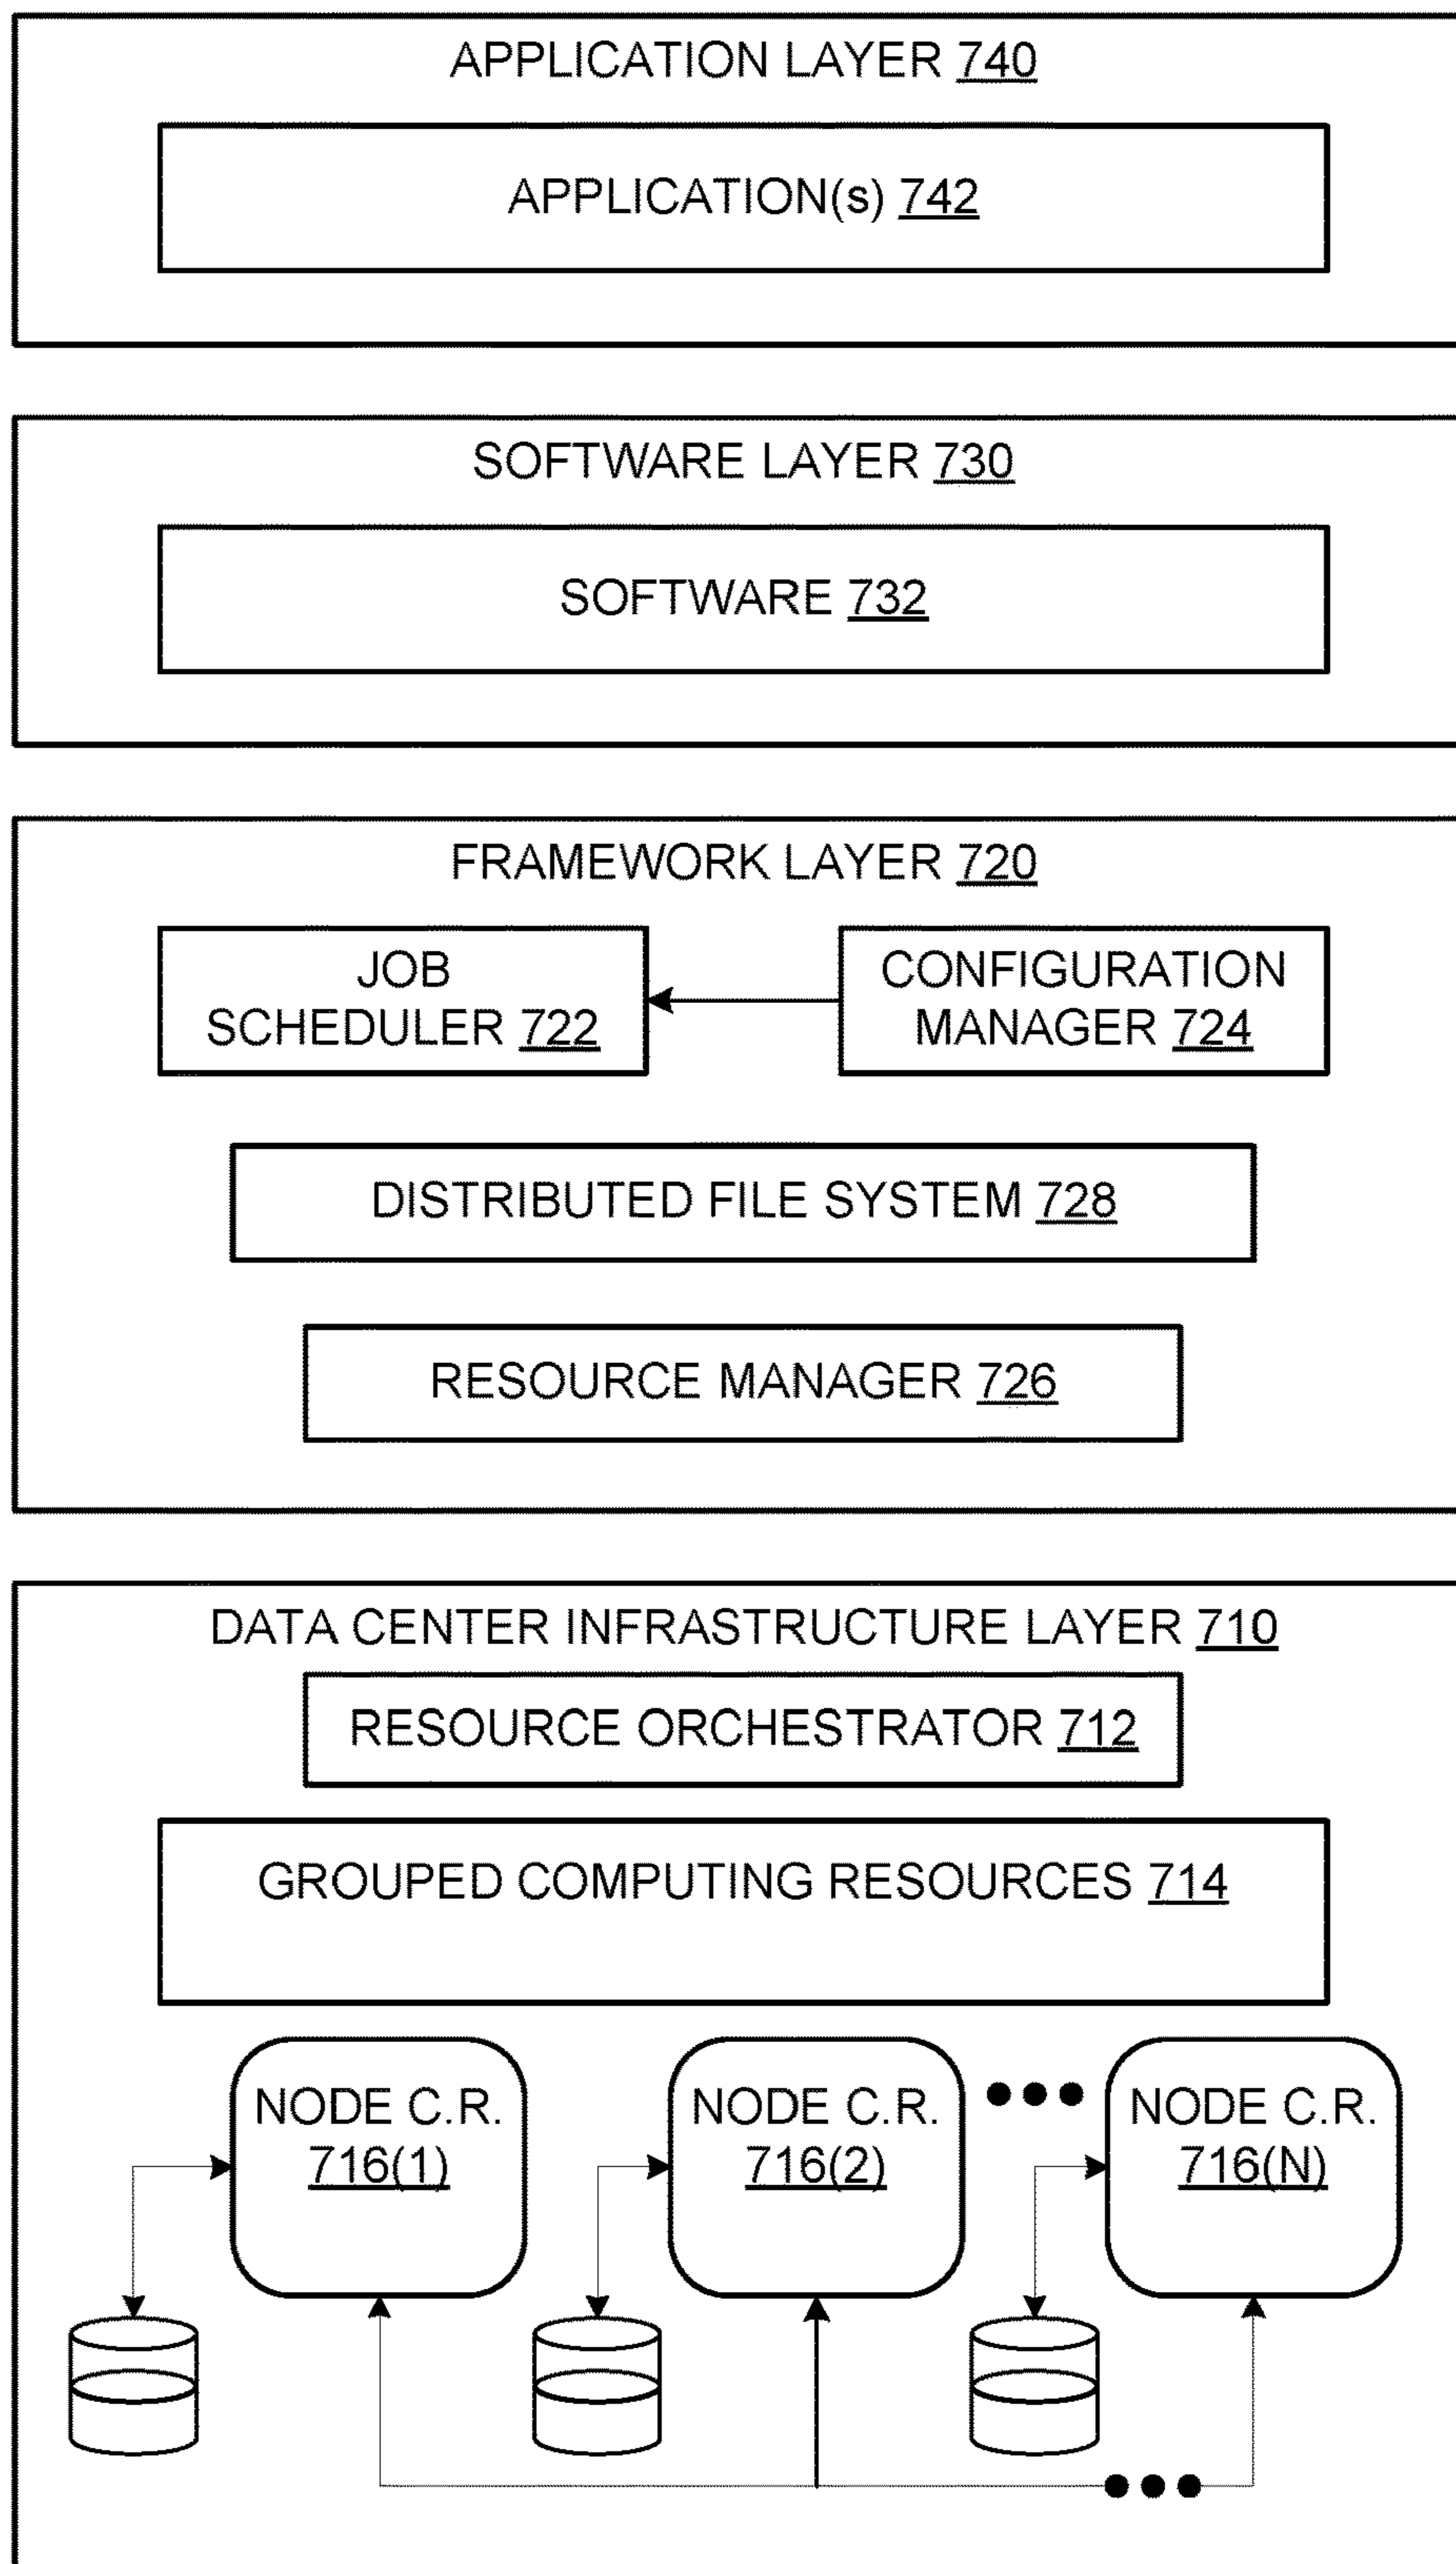 APPLICATION LAYER 740
APPLICATION(s) 742
SOFTWARE LAYER 730
SOFTWARE 732
FRAMEWORK LAYER 720
JOB
SCHEDULER 722
CONFIGURATION
MANAGER 724
DISTRIBUTED FILE SYSTEM 728
RESOURCE MANAGER 726
DATA CENTER INFRASTRUCTURE LAYER 710
RESOURCE ORCHESTRATOR 712
GROUPED COMPUTING RESOURCES 714
NODE C.R.
716(1)
NODE C.R.
716(2)
NODE C.R.
716(N)